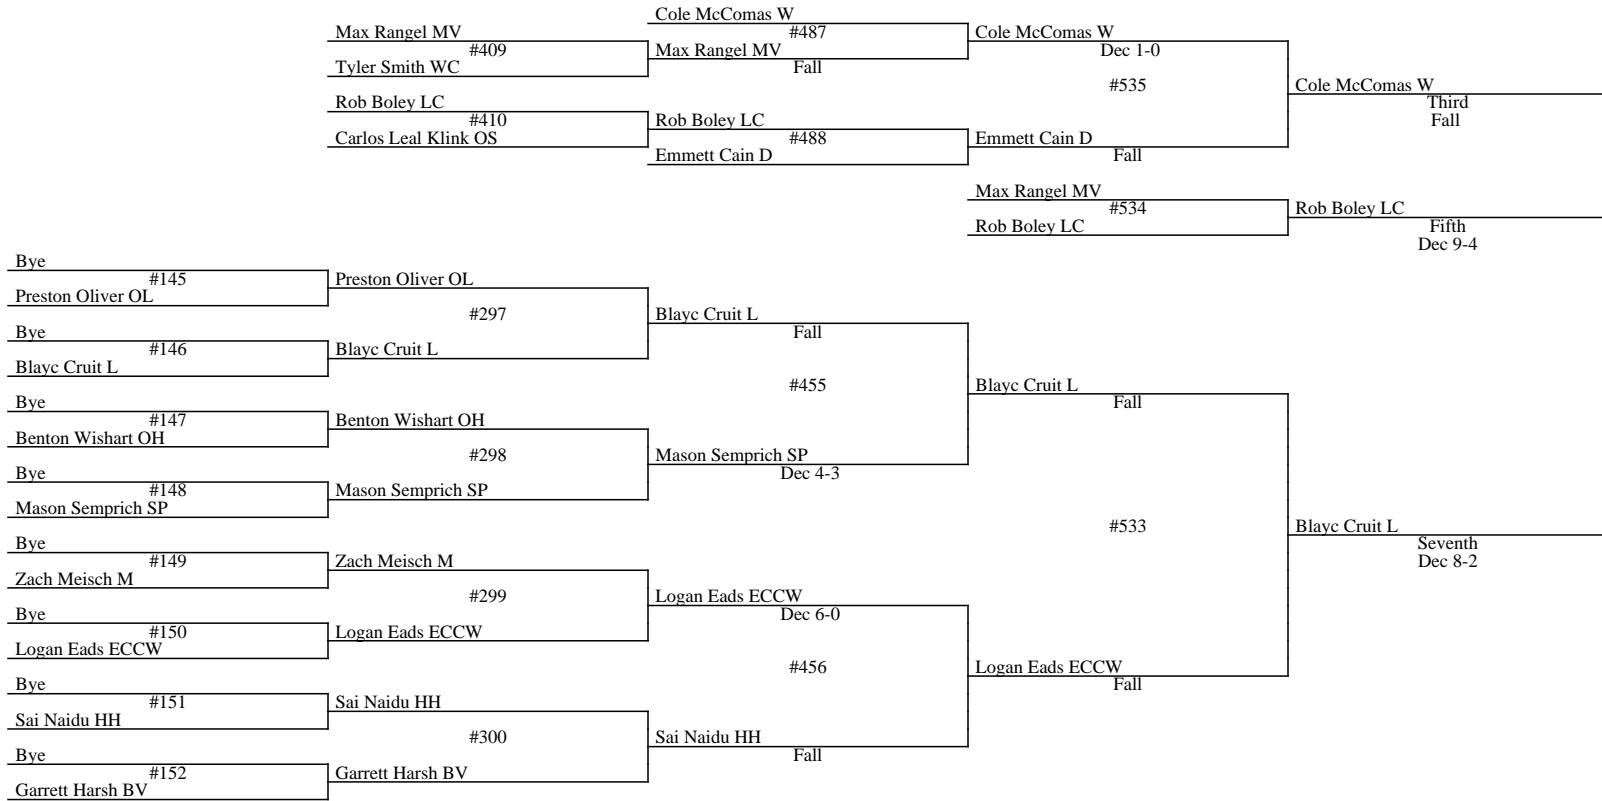 Cole McComas W
Max Rangel MV
#487
Cole McComas W
#409
Max Rangel MV
Dec 1-0
Tyler Smith WC
Fall
#535
Cole McComas W
Rob Boley LC
Third
#410
Rob Boley LC
Fall
Carlos Leal Klink OS
#488
Emmett Cain D
Emmett Cain D
Fall
Max Rangel MV
#534
Rob Boley LC
Rob Boley LC
Fifth
Dec 9-4
Bye
#145
Preston Oliver OL
Preston Oliver OL
#297
Blayc Cruit L
Bye
Fall
#146
Blayc Cruit L
Blayc Cruit L
#455
Blayc Cruit L
Bye
Fall
#147
Benton Wishart OH
Benton Wishart OH
#298
Mason Semprich SP
Bye
Dec 4-3
#148
Mason Semprich SP
Mason Semprich SP
#533
Blayc Cruit L
Seventh
Dec 8-2
Bye
#149
Zach Meisch M
Zach Meisch M
#299
Logan Eads ECCW
Bye
Dec 6-0
#150
Logan Eads ECCW
Logan Eads ECCW
#456
Logan Eads ECCW
Bye
Fall
#151
Sai Naidu HH
Sai Naidu HH
#300
Sai Naidu HH
Bye
Fall
#152
Garrett Harsh BV
Garrett Harsh BV